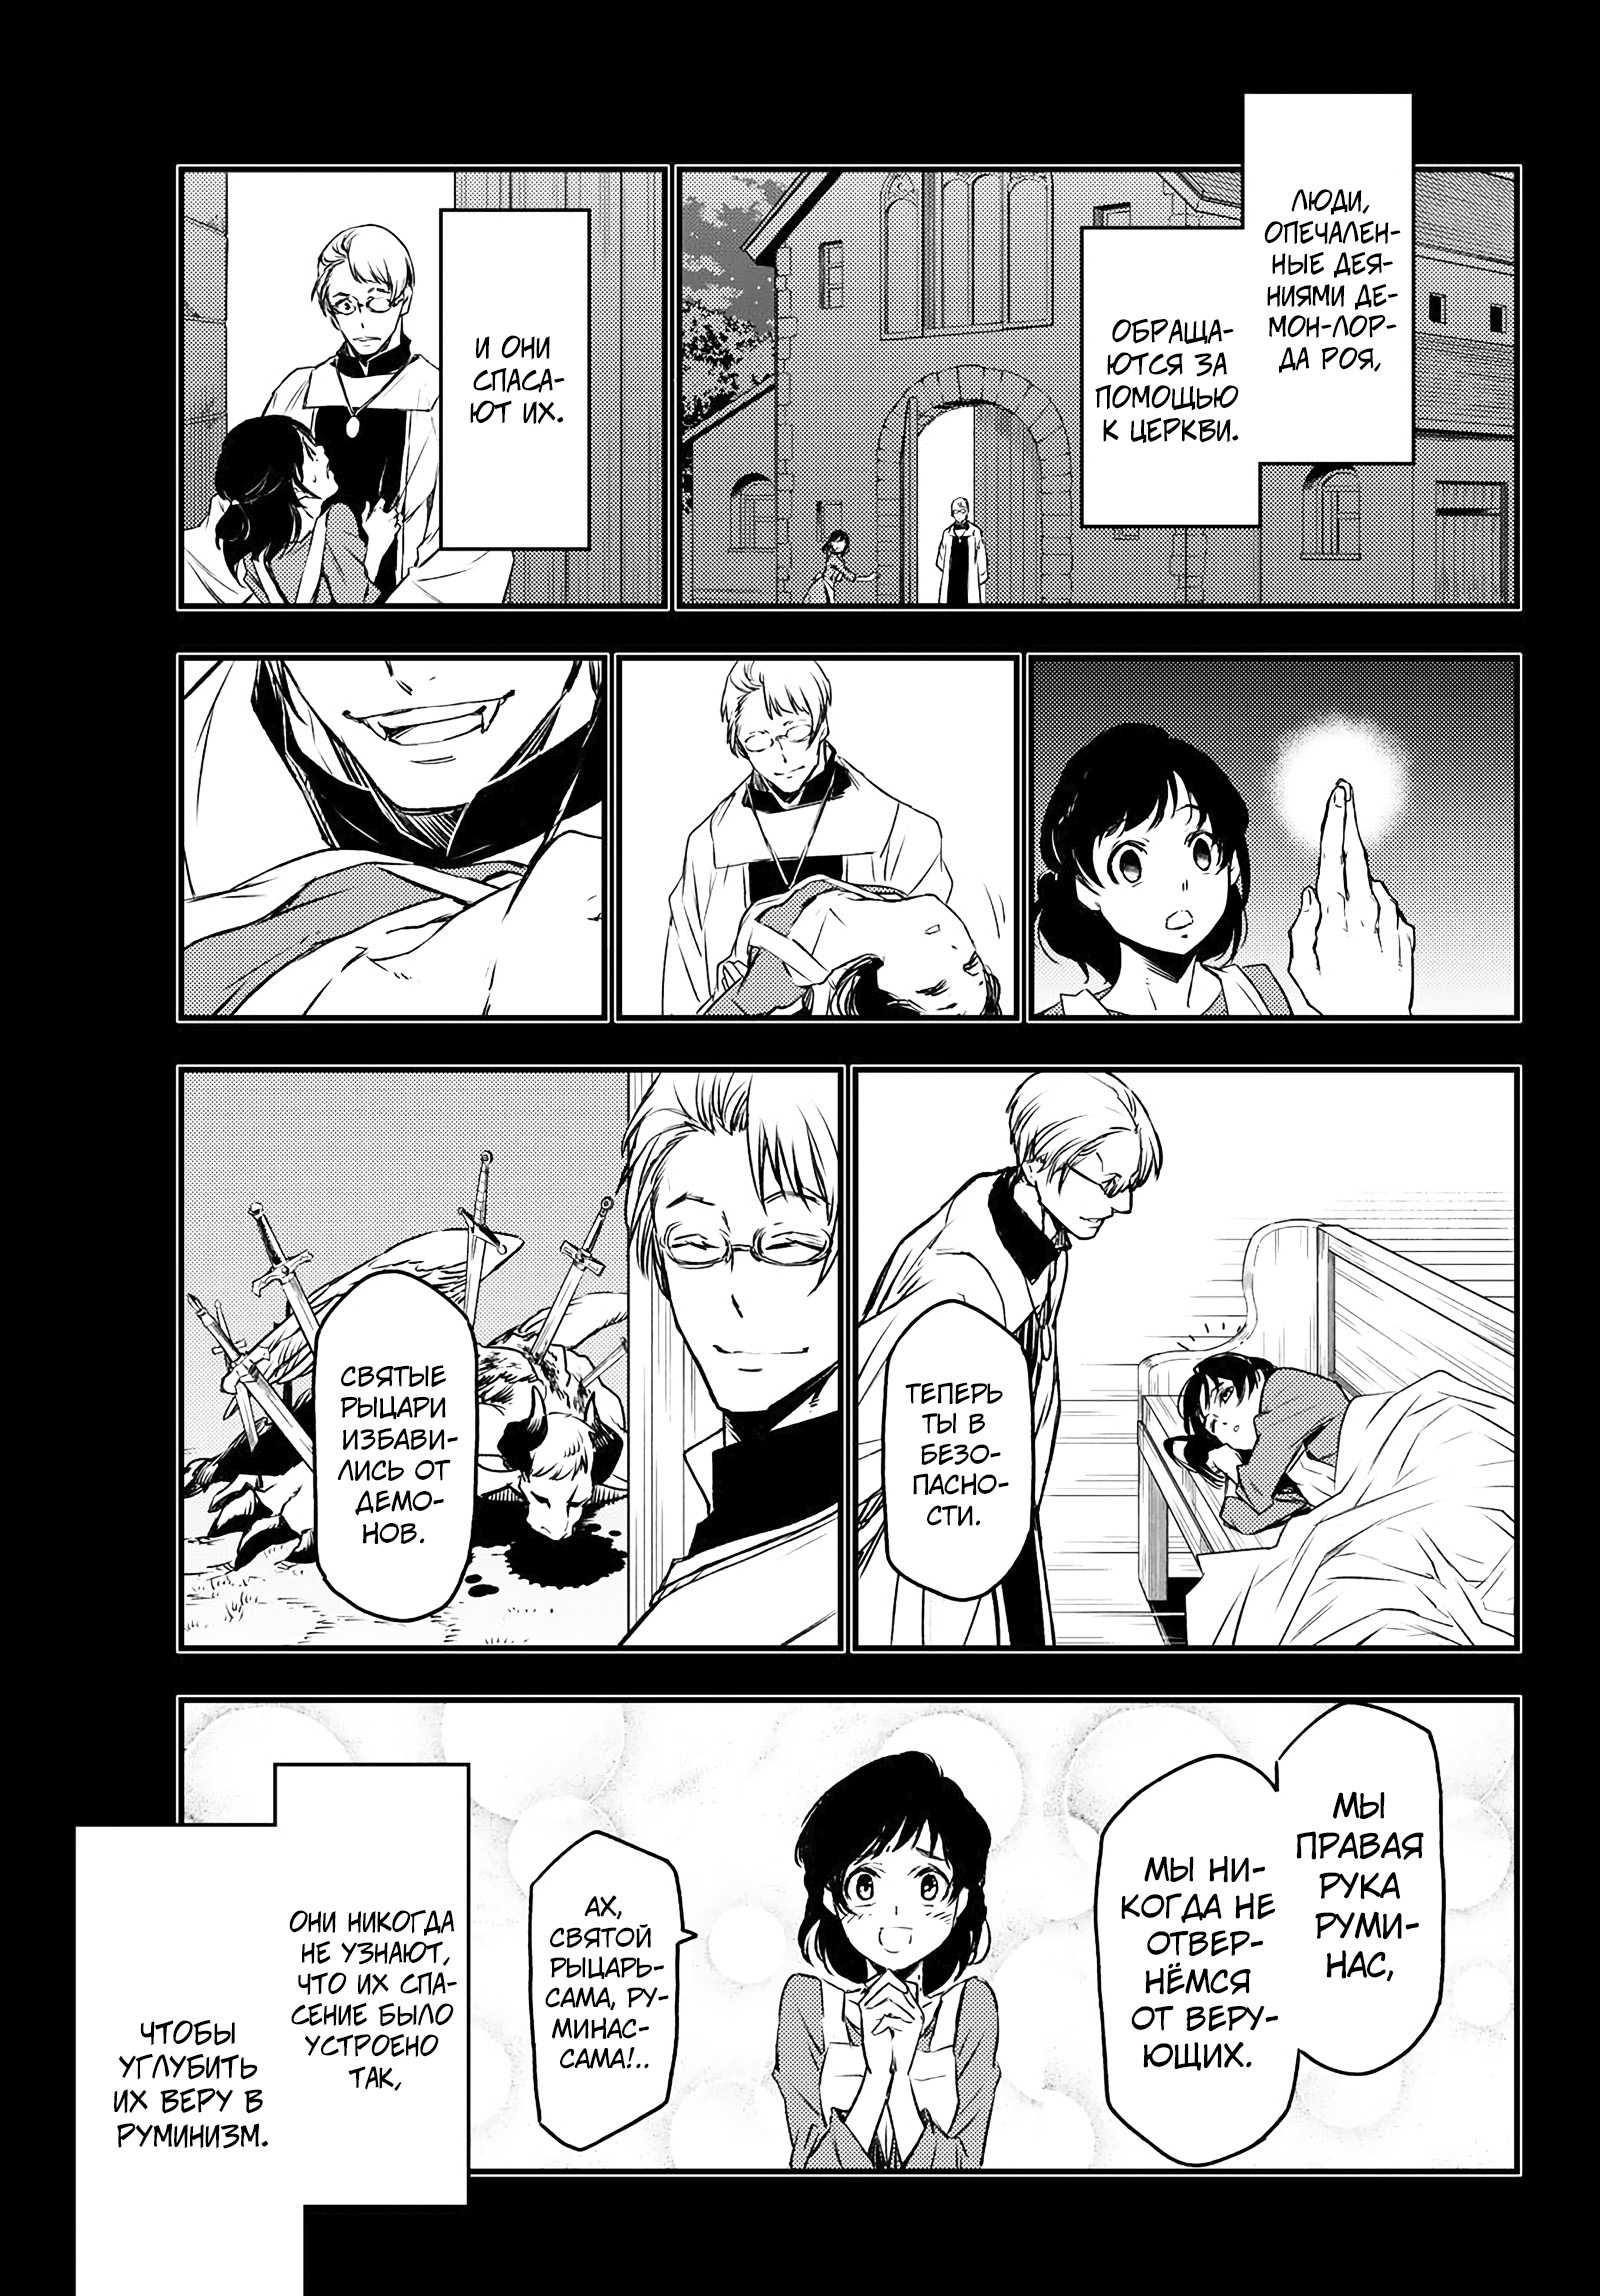 ЛЮДИ,
ОПЕЧАЛЕН-
НЫЕ ДЕЯ-
НИЯМИ ДЕ-
МОН-ЛОР-
ДА РОЯ,
ОБРАЩА-
ЮТСЯ ЗА
ПОМОЩЬЮ
К ЦЕРКВИ.
И ОНИ
СПАСА-
ЮТ ИХ.
ТЕПЕРЬ
ТЫ В
БЕЗО-
ПАСНО-
СТИ.
СВЯТЫЕ
РЫЦАРИ
ИЗБАВИ-
ЛИСЬ ОТ
ДЕМО-
НОВ.
МЫ
ПРАВАЯ
РУКА
РУМИ-
НАС,
МЫ НИ-
КОГДА НЕ
ОТВЕР-
НЁМСЯ
ОТ ВЕРУ-
ЮЩИХ.
АХ,
СВЯТОЙ
РЫЦАРЬ-
САМА, РУ-
МИНАС-
САМА!..
ОНИ НИКОГДА
НЕ УЗНАЮТ,
ЧТО ИХ СПА-
СЕНИЕ БЫЛО
УСТРОЕНО
ТАК,
ЧТОБЫ
УГЛУБИТЬ
ИХ ВЕРУ В
РУМИНИЗМ.